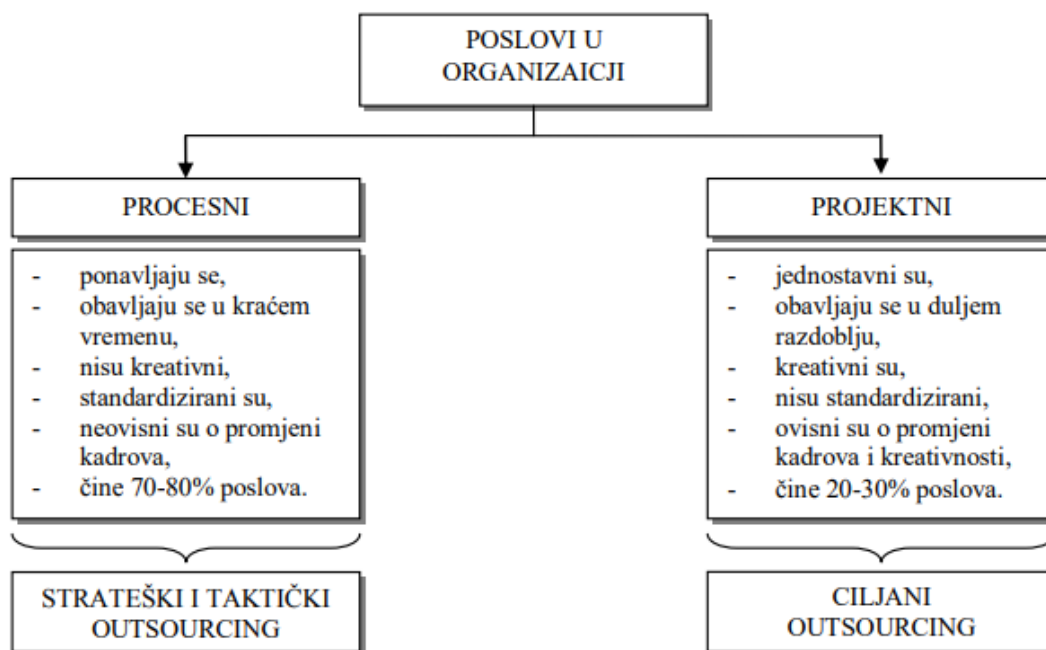 POSLOVI U
ORGANIZAICJI
PROCESNI
- ponavljaju se,
- obavljaju se u kraćem
vremenu,
- nisu kreativni,
- standardizirani su,
- neovisni su o promjeni
kadrova,
- čine 70-80% poslova.
STRATEŠKI I TAKTIČKI
OUTSOURCING
PROJEKTNI
- jednostavni su,
- obavljaju se u duljem
razdoblju,
- kreativni su,
- nisu standardizirani,
- ovisni su o promjeni
kadrova i kreativnosti,
- čine 20-30% poslova.
CILJANI
OUTSOURCING